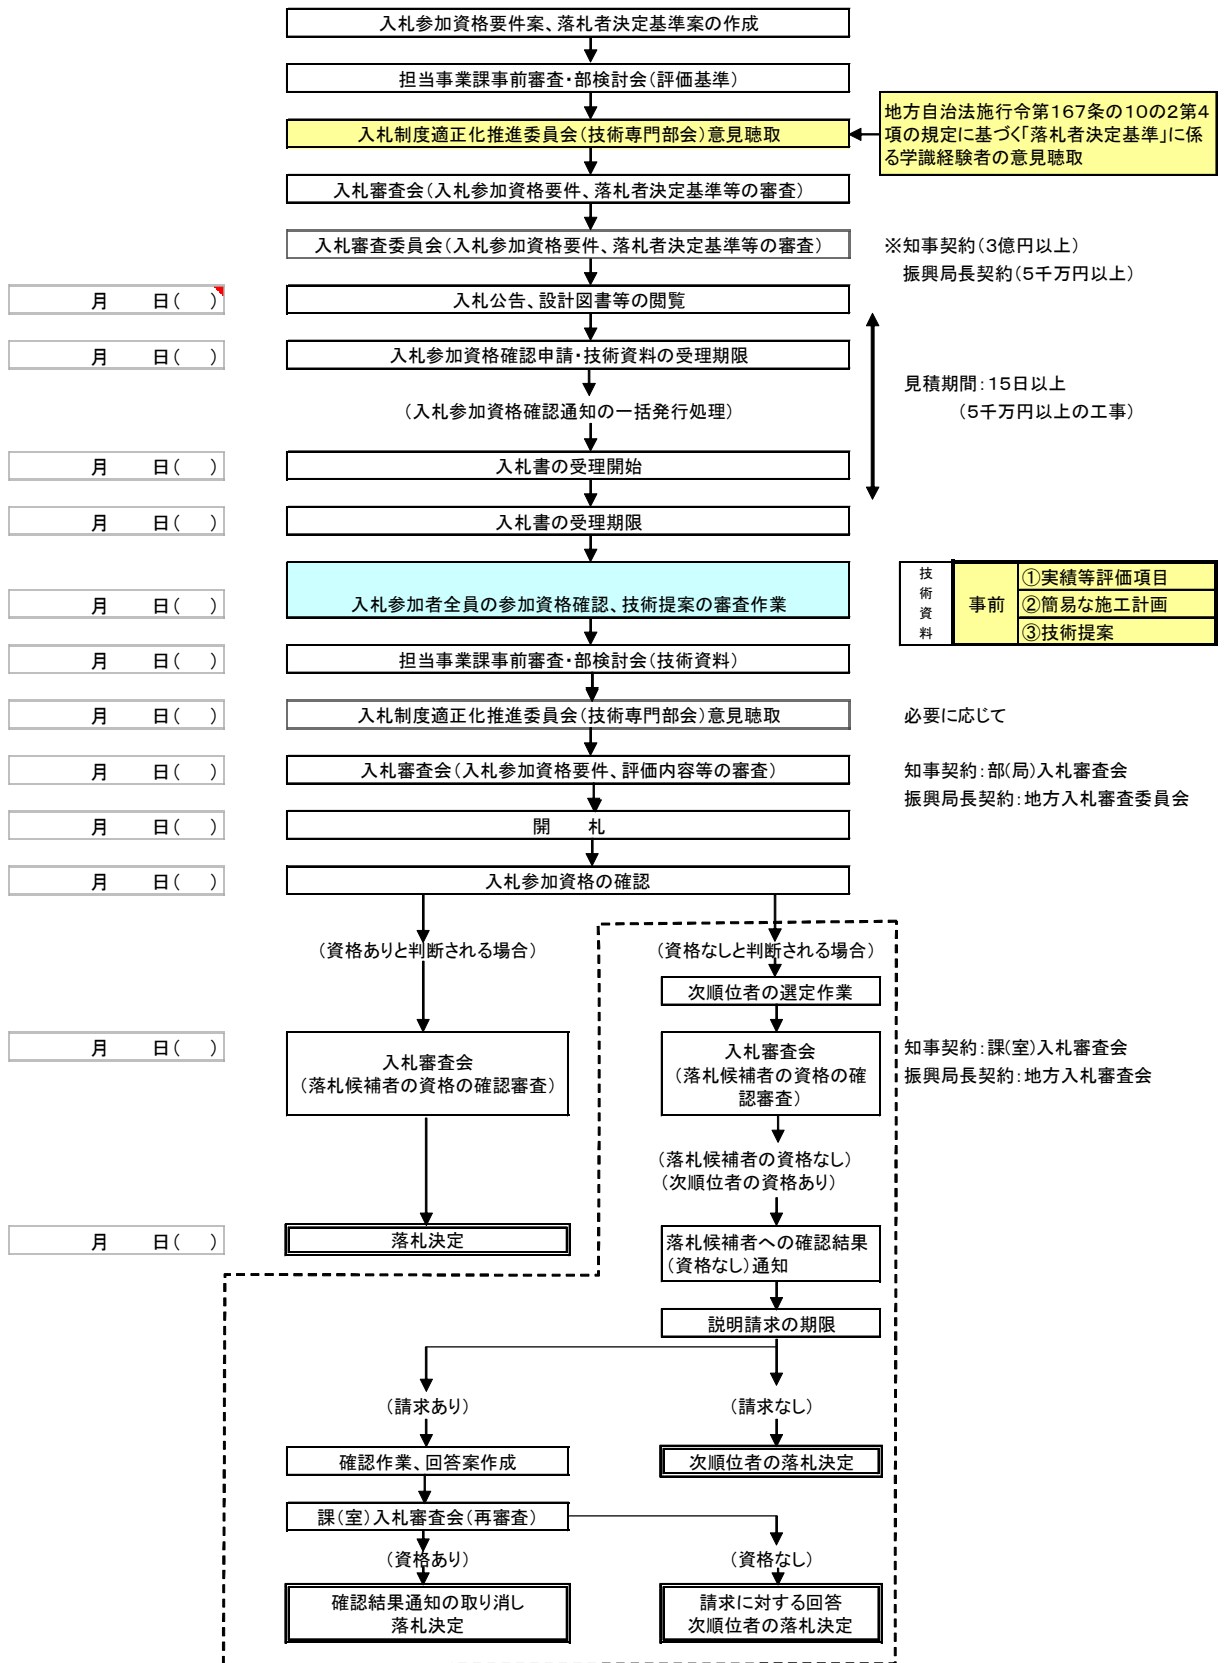 入札参加資格要件案、落札者決定基準案の作成
担当事業課事前審査・部検討会(評価基準)
入札制度適正化推進委員会(技術専門部会)意見聴取
地方自治法施行令第167条の10の2第4
項の規定に基づく「落札者決定基準」に係
る学識経験者の意見聴取
入札審査会(入札参加資格要件、落札者決定基準等の審査)
入札審査委員会(入札参加資格要件、落札者決定基準等の審査)
※知事契約(3億円以上)
振興局長契約(5千万円以上)
月 日( )
入札公告、設計図書等の閲覧
月 日( )
入札参加資格確認申請・技術資料の受理期限
見積期間:15日以上
(5千万円以上の工事)
(入札参加資格確認通知の一括発行処理)
月 日( )
入札書の受理開始
月 日( )
入札書の受理期限
月 日( )
入札参加者全員の参加資格確認、技術提案の審査作業
技術資料
事前
①実績等評価項目
②簡易な施工計画
③技術提案
月 日( )
担当事業課事前審査・部検討会(技術資料)
月 日( )
入札制度適正化推進委員会(技術専門部会)意見聴取
必要に応じて
月 日( )
入札審査会(入札参加資格要件、評価内容等の審査)
知事契約:部(局)入札審査会
振興局長契約:地方入札審査委員会
月 日( )
開 札
月 日( )
入札参加資格の確認
(資格ありと判断される場合)
(資格なしと判断される場合)
次順位者の選定作業
月 日( )
入札審査会
(落札候補者の資格の確認審査)
入札審査会
(落札候補者の資格の確
認審査)
知事契約:課(室)入札審査会
振興局長契約:地方入札審査会
(落札候補者の資格なし)
(次順位者の資格あり)
月 日( )
落札決定
落札候補者への確認結果
(資格なし)通知
説明請求の期限
(請求あり)
(請求なし)
確認作業、回答案作成
次順位者の落札決定
課(室)入札審査会(再審査)
(資格あり)
(資格なし)
確認結果通知の取り消し
落札決定
請求に対する回答
次順位者の落札決定